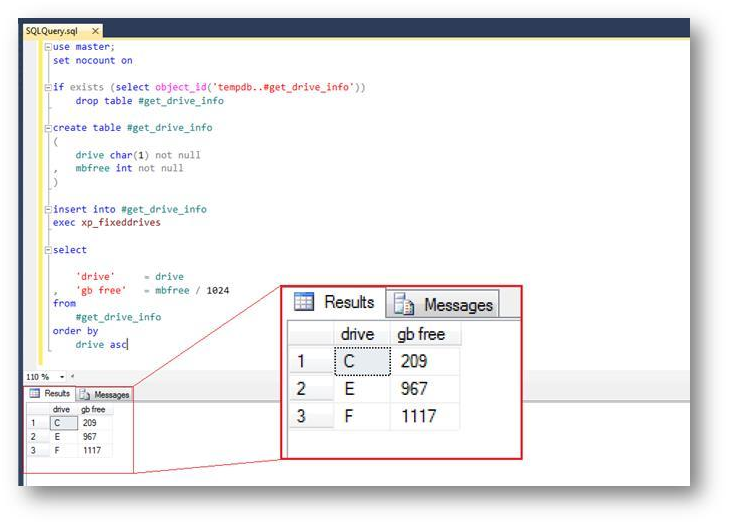 SQLQuery.sql
use master;
set nocount on
if exists (select object_id('tempdb..#get_drive_info'))
drop table #get_drive_info
create table #get_drive_info
(
drive char(1) not null
, mbfree int not null
)
insert into #get_drive_info
exec xp_fixeddrives
select
'drive' = drive
, 'gb free' = mbfree / 1024
from
#get_drive_info
order by
drive asc
110 %
Results Messages
drive gb free
1 C 209
2 E 967
3 F 1117
Results Messages
drive gb free
1 C 209
2 E 967
3 F 1117